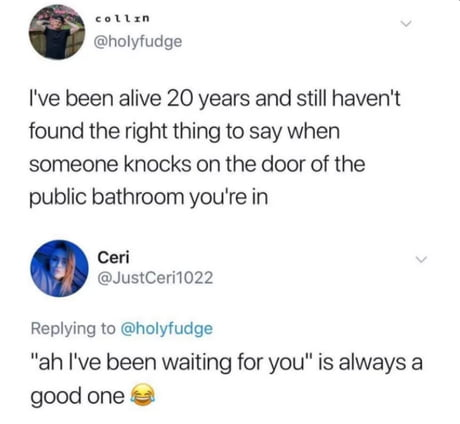 collin
@holyfudge
I've been alive 20 years and still haven't
found the right thing to say when
someone knocks on the door of the
public bathroom you're in
Ceri
@JustCeri1022
Replying to @holyfudge
"ah I've been waiting for you" is always a
good one 😂